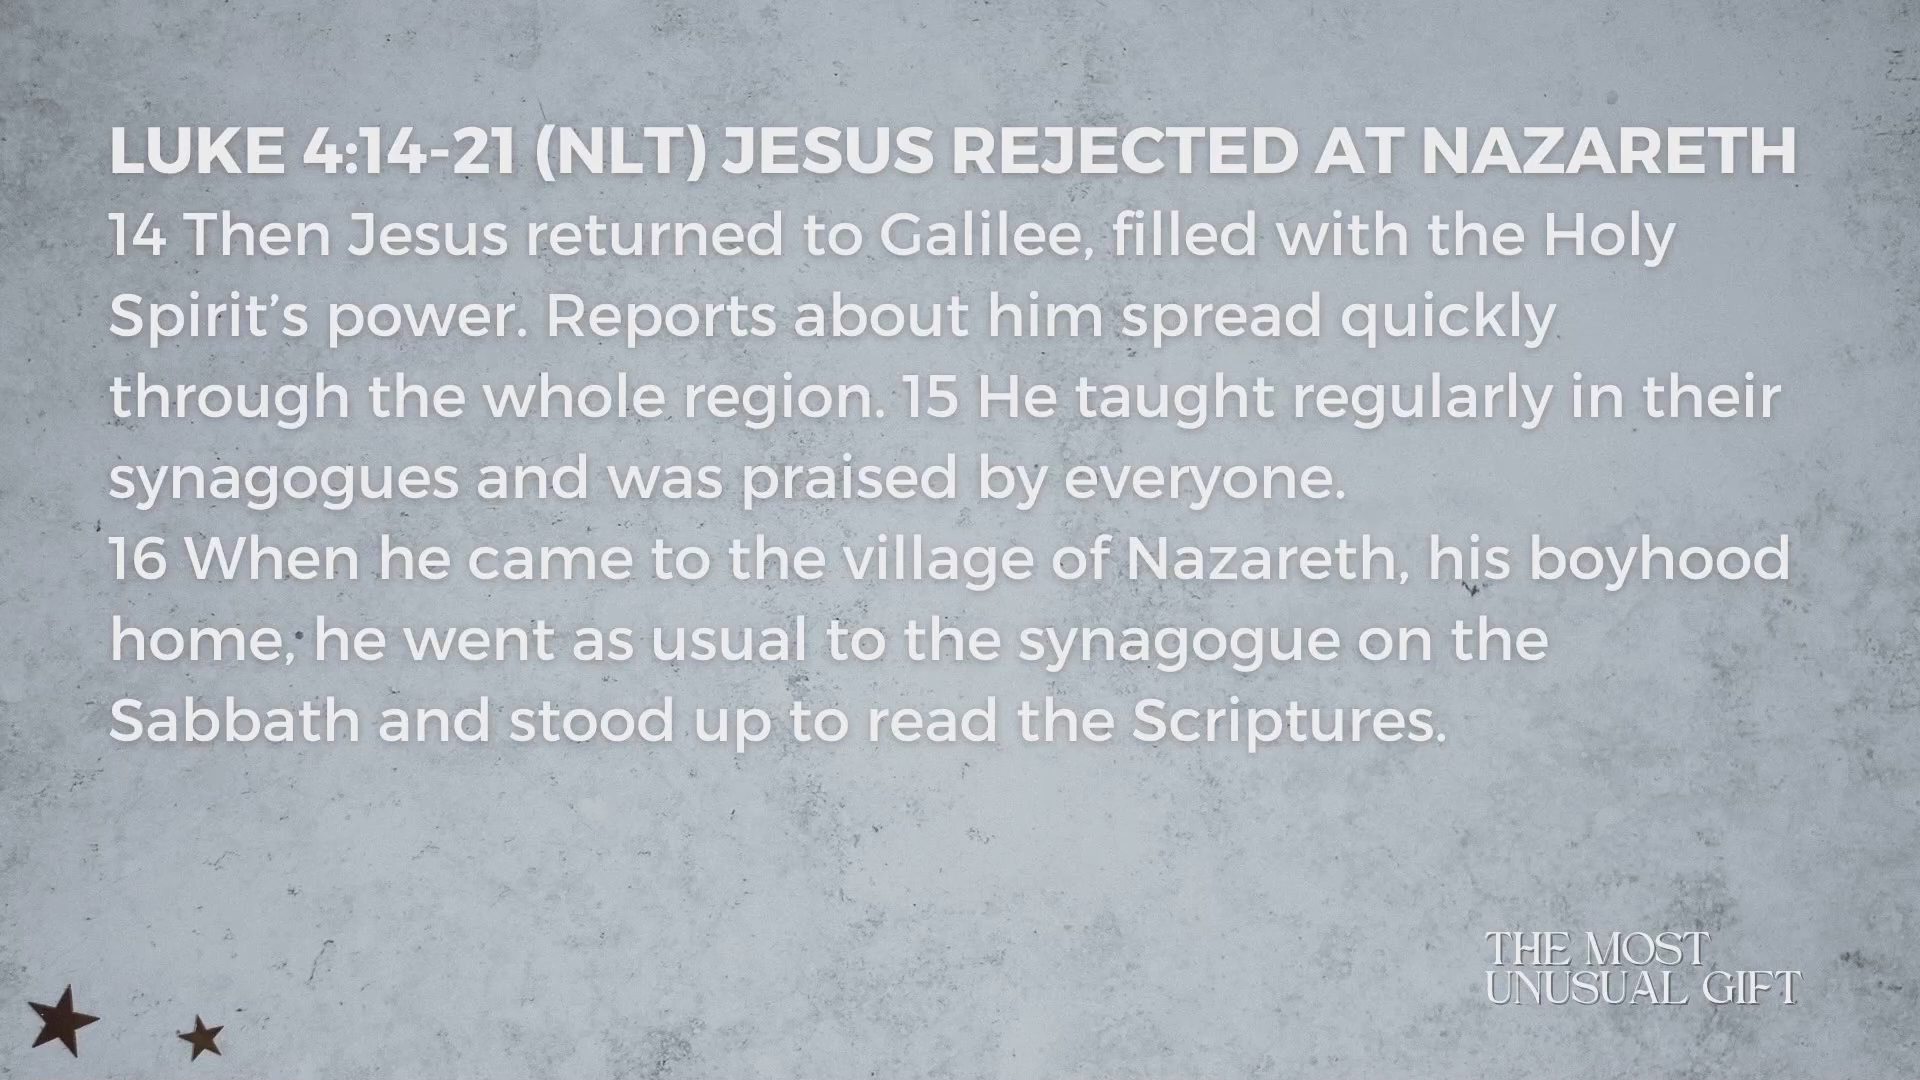 LUKE 4:14-21 (NLT) JESUS REJECTED AT NAZARETH
14 Then Jesus returned to Galilee, filled with the Holy
Spirit’s power. Reports about him spread quickly
through the whole region. 15 He taught regularly in their
synagogues and was praised by everyone.
16 When he came to the village of Nazareth, his boyhood
home, he went as usual to the synagogue on the
Sabbath and stood up to read the Scriptures.
THE MOST
UNUSUAL GIFT